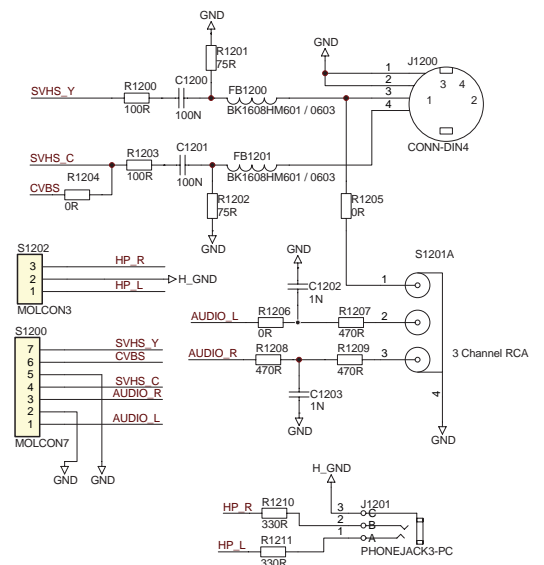 GND
R1201
75R
GND
J1200
1
2
3
4
3 4
1 2
CONN-DIN4
SVHS_Y
R1200
100R
C1200
100N
FB1200
BK1608HM601 / 0603
SVHS_C
R1203
100R
C1201
100N
FB1201
BK1608HM601 / 0603
R1204
CVBS
0R
R1202
75R
GND
R1205
0R
S1202
3 HP_R
2 H_GND
1 HP_L
MOLCON3
GND
C1202
1N
S1201A
1
AUDIO_L
R1206
0R
R1207
470R
2
AUDIO_R
R1208
470R
R1209
470R
3
3 Channel RCA
C1203
1N
GND
4
GND
S1200
7 SVHS_Y
6 CVBS
5
4 SVHS_C
3 AUDIO_R
2
1 AUDIO_L
MOLCON7
GND GND
H_GND
HP_R
R1210
330R
J1201
3 C
2 B
1 A
HP_L
R1211
330R
PHONEJACK3-PC